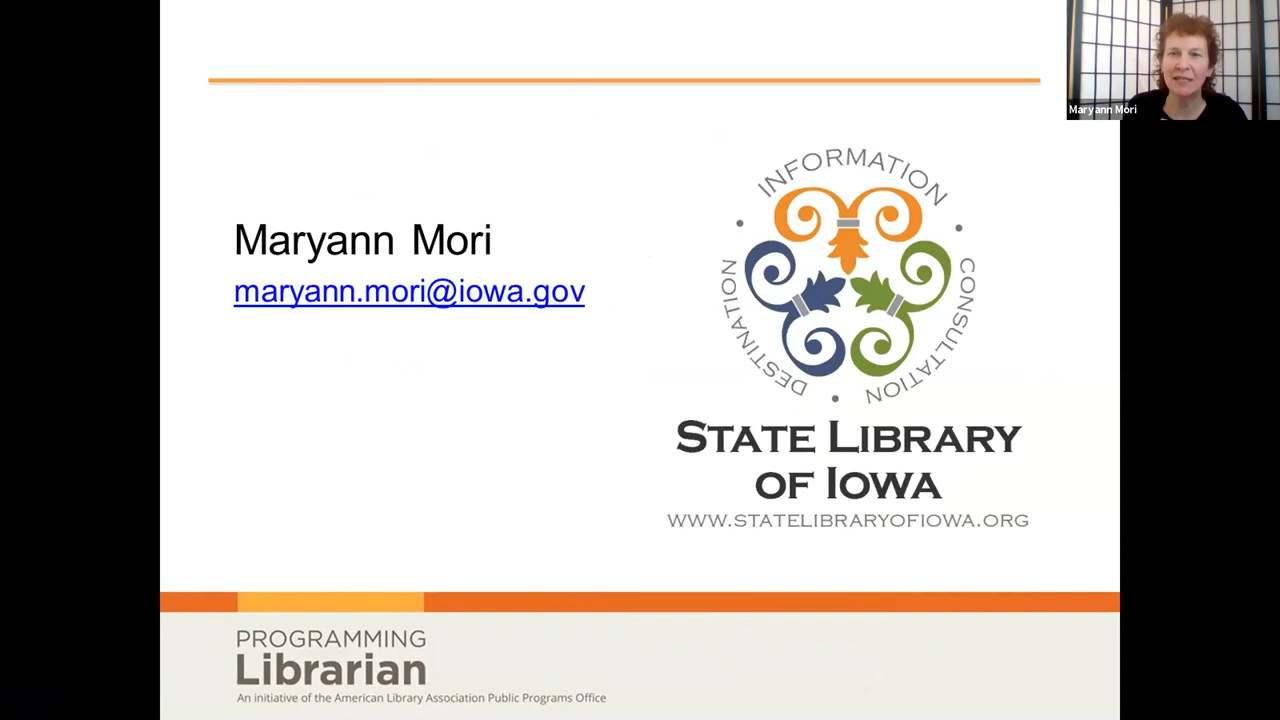 Maryann Mori
Maryann Mori
maryann.mori@iowa.gov
INFORMATION
CONSULTATION
DESTINATION
STATE LIBRARY
OF IOWA
WWW.STATELIBRARYOFIOWA.ORG
PROGRAMMING
Librarian
An initiative of the American Library Association Public Programs Office